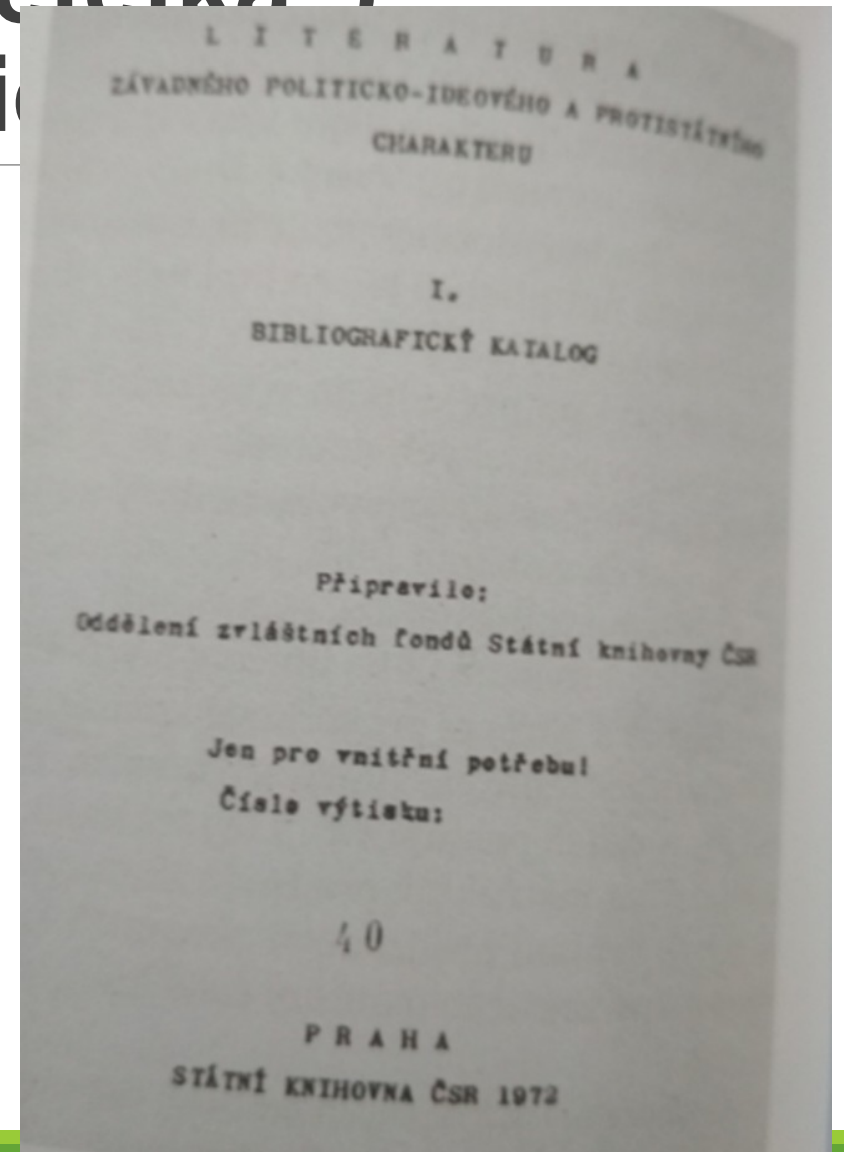 L I T E R A T U R A
ZÁVADNÉHO POLITICKO-IDEOVÉHO A PROTISTÁTNÍHO
CHARAKTERU
I.
BIBLIOGRAFICKÝ KATALOG
Připravilo:
Oddělení zvláštních fondů Státní knihovny ČSR
Jen pro vnitřní potřebu!
Číslo výtisku:
40
P R A H A
STÁTNÍ KNIHOVNA ČSR 1972